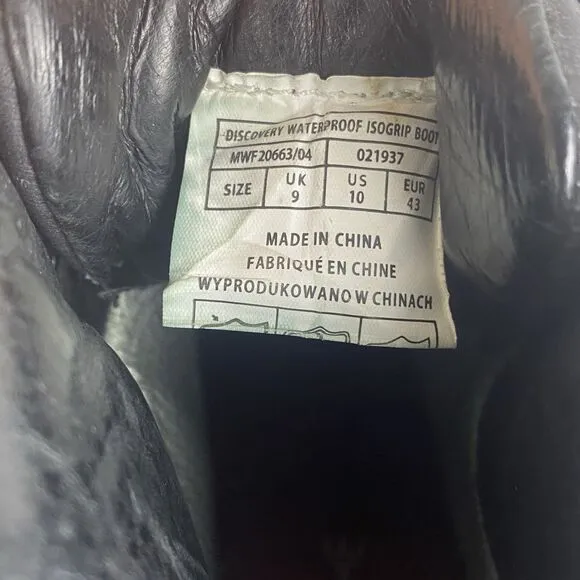 DISCOVERY WATERPROOF ISOGRIP BOOT
MWF20663/04 021937
SIZE UK 9 US 10 EUR 43
MADE IN CHINA
FABRIQUÉ EN CHINE
WYPRODUKOWANO W CHINACH